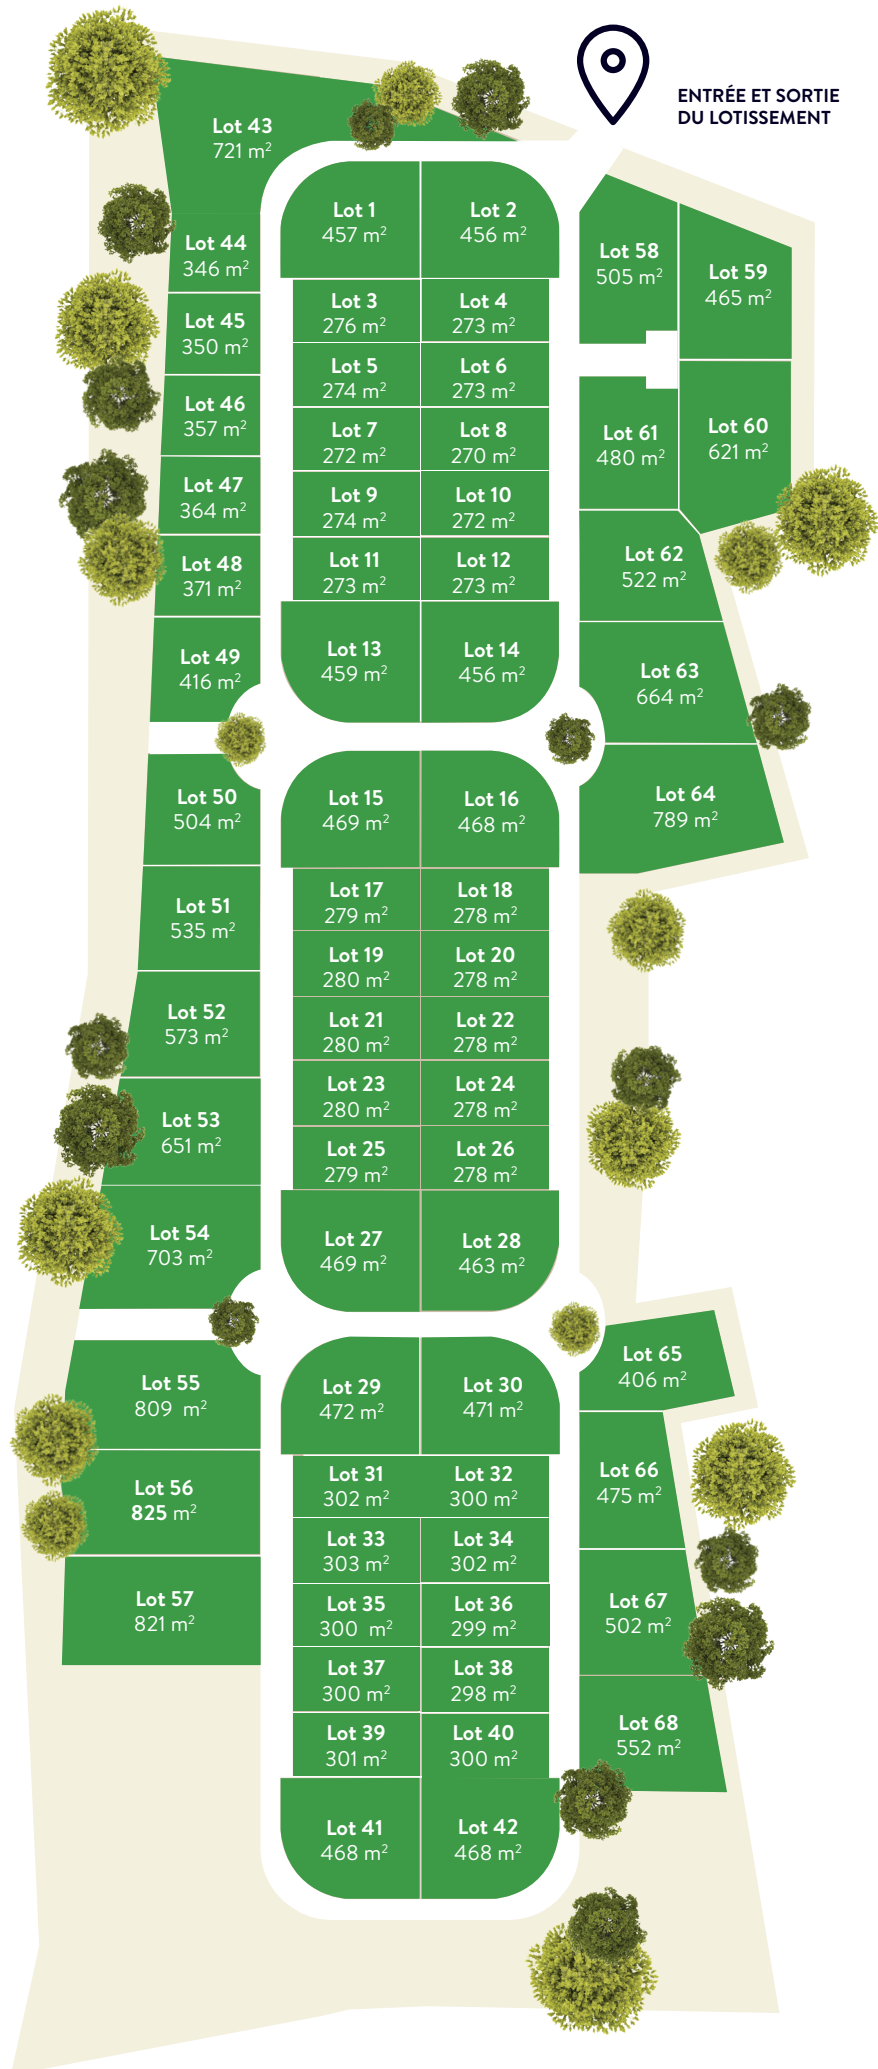 ENTRÉE ET SORTIE
DU LOTISSEMENT
Lot 43
721 m²
Lot 1
457 m²
Lot 2
456 m²
Lot 58
505 m²
Lot 59
465 m²
Lot 44
346 m²
Lot 3
276 m²
Lot 4
273 m²
Lot 45
350 m²
Lot 5
274 m²
Lot 6
273 m²
Lot 46
357 m²
Lot 7
272 m²
Lot 8
270 m²
Lot 61
480 m²
Lot 60
621 m²
Lot 47
364 m²
Lot 9
274 m²
Lot 10
272 m²
Lot 48
371 m²
Lot 11
273 m²
Lot 12
273 m²
Lot 62
522 m²
Lot 49
416 m²
Lot 13
459 m²
Lot 14
456 m²
Lot 63
664 m²
Lot 50
504 m²
Lot 15
469 m²
Lot 16
468 m²
Lot 64
789 m²
Lot 51
535 m²
Lot 17
279 m²
Lot 18
278 m²
Lot 19
280 m²
Lot 20
278 m²
Lot 52
573 m²
Lot 21
280 m²
Lot 22
278 m²
Lot 53
651 m²
Lot 23
280 m²
Lot 24
278 m²
Lot 25
279 m²
Lot 26
278 m²
Lot 54
703 m²
Lot 27
469 m²
Lot 28
463 m²
Lot 55
809 m²
Lot 29
472 m²
Lot 30
471 m²
Lot 65
406 m²
Lot 56
825 m²
Lot 31
302 m²
Lot 32
300 m²
Lot 66
475 m²
Lot 33
303 m²
Lot 34
302 m²
Lot 57
821 m²
Lot 35
300 m²
Lot 36
299 m²
Lot 67
502 m²
Lot 37
300 m²
Lot 38
298 m²
Lot 39
301 m²
Lot 40
300 m²
Lot 68
552 m²
Lot 41
468 m²
Lot 42
468 m²